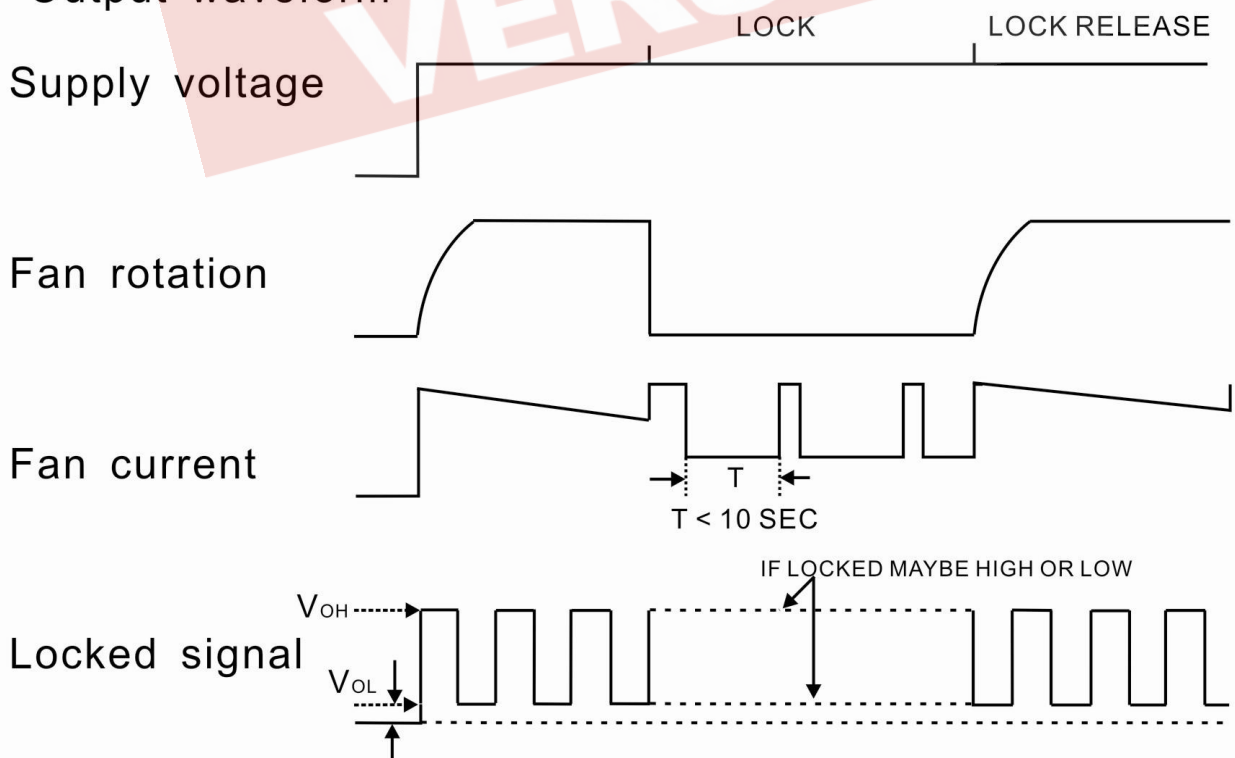 Output waveform
LOCK
LOCK RELEASE
Supply voltage
Fan rotation
Fan current
T
T < 10 SEC
IF LOCKED MAYBE HIGH OR LOW
VOH
Locked signal
VOL